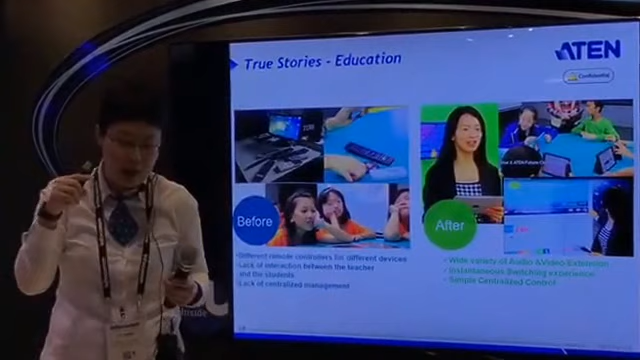 True Stories - Education
ATEN
Confidential
Before
After
• Different remote controllers for different devices
• Lack of interaction between the teacher
and the students
• Lack of centralized management
• Wide variety of Audio &Video Extension
• Instantaneous Switching experience
• Simple Centralized Control